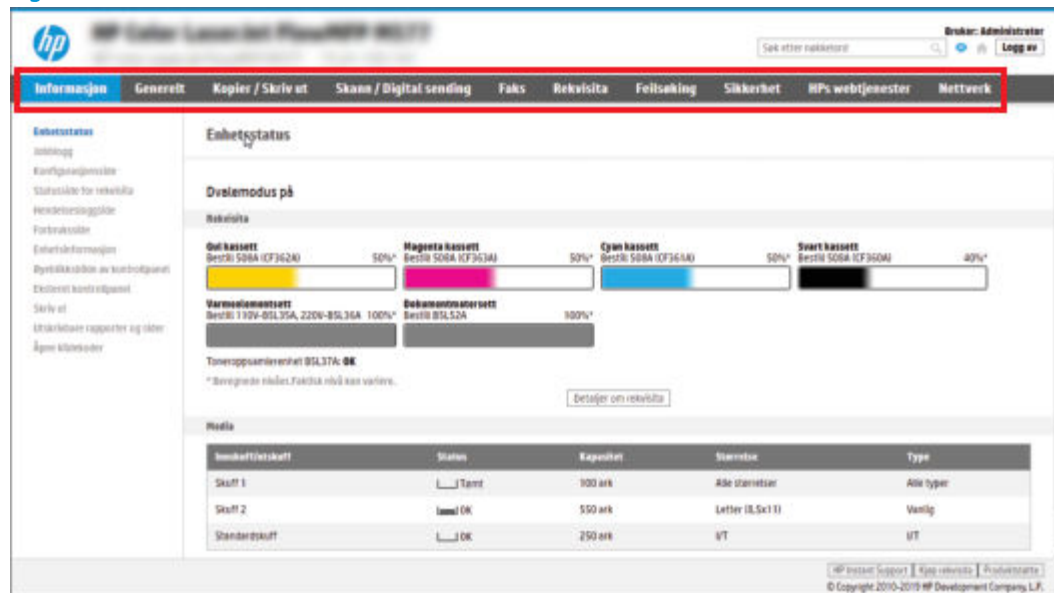 hp
Bruker: Administrator
Søk etter nøkkelord
Logg av
Informasjon Generelt Kopier / Skriv ut Skann / Digital sending Faks Rekvisita Feilsøking Sikkerhet HPs webtjenester Nettverk
Enhetsstatus
Jobblogg
Konfigurasjonsside
Statusside for rekvisita
Hendelsesloggside
Forbruksside
Enhetsinformasjon
Øyeblikksbilde av kontrollpanel
Eksternt kontrollpanel
Skriv ut
Utskrivbare rapporter og sider
Åpne kildekoder
Enhetsstatus
Dvalemodus på
Rekvisita
Gul kassett Magenta kassett Cyan kassett Svart kassett
Bestill 508A (CF362A) 50%* Bestill 508A (CF363A) 50%* Bestill 508A (CF361A) 50%* Bestill 508A (CF360A) 40%*
Varmeelementsett Dokumentmatersett
Bestill 110V-B5L35A, 220V-B5L36A 100%* Bestill B5L52A 100%*
Toneroppsamlerenhet B5L37A: OK
* Beregnede nivåer. Faktisk nivå kan variere.
Detaljer om rekvisita
Media
Innskuff/utskuff Status Kapasitet Størrelse Type
Skuff 1 Tømt 100 ark Alle størrelser Alle typer
Skuff 2 OK 550 ark Letter (8,5x11) Vanlig
Standardskuff OK 250 ark I/T I/T
HP Instant Support Kjøp rekvisita Produktstøtte
© Copyright 2010-2019 HP Development Company, L.P.